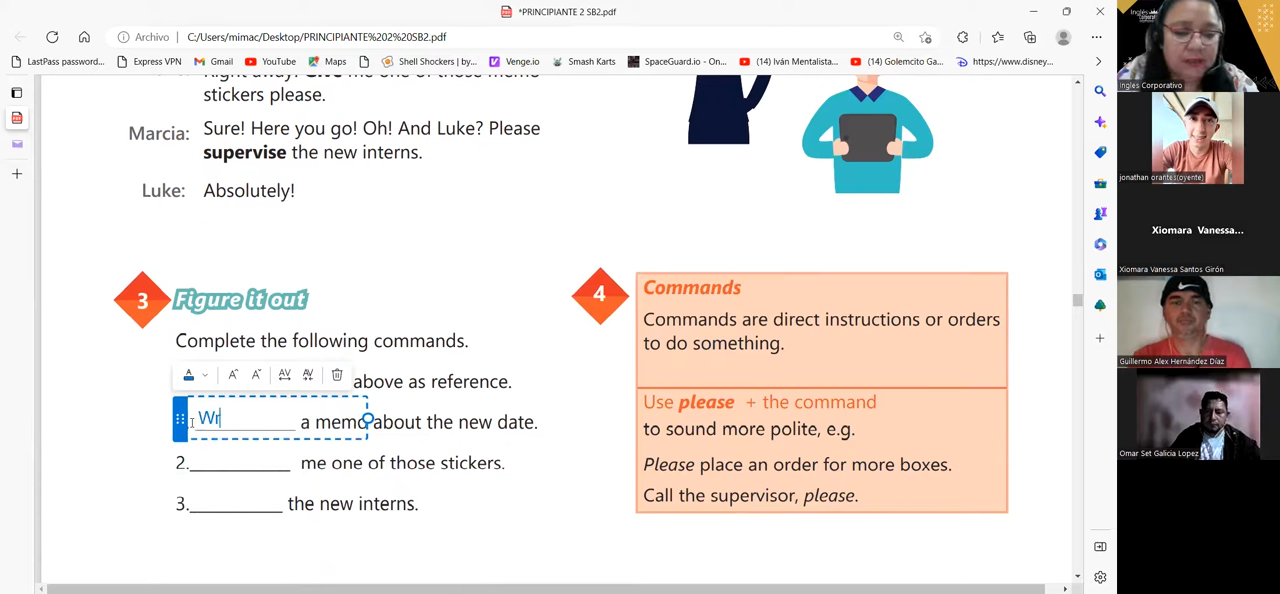 *PRINCIPIANTE 2 SB2.pdf
Archivo
C:/Users/mimac/Desktop/PRINCIPIANTE%202%20SB2.pdf
LastPass password...
Express VPN
Gmail
YouTube
Maps
Shell Shockers | by...
Venge.io
Smash Karts
SpaceGuard.io - On...
(14) Iván Mentalista...
(14) Golemcito Ga...
https://www.disney...
stickers please.
Marcia: Sure! Here you go! Oh! And Luke? Please
supervise the new interns.
Luke: Absolutely!
3 Figure it out
Complete the following commands.
above as reference.
Wr
__________ a memo about the new date.
2.__________ me one of those stickers.
3.__________ the new interns.
4
Commands
Commands are direct instructions or orders
to do something.
Use please + the command
to sound more polite, e.g.
Please place an order for more boxes.
Call the supervisor, please.
Inglés
Corporativo
Inglés Corporativo
jonathan orantes(oyente)
Xiomara Vanessa...
Xiomara Vanessa Santos Girón
Guillermo Alex Hernández Díaz
Omar Set Galicia Lopez